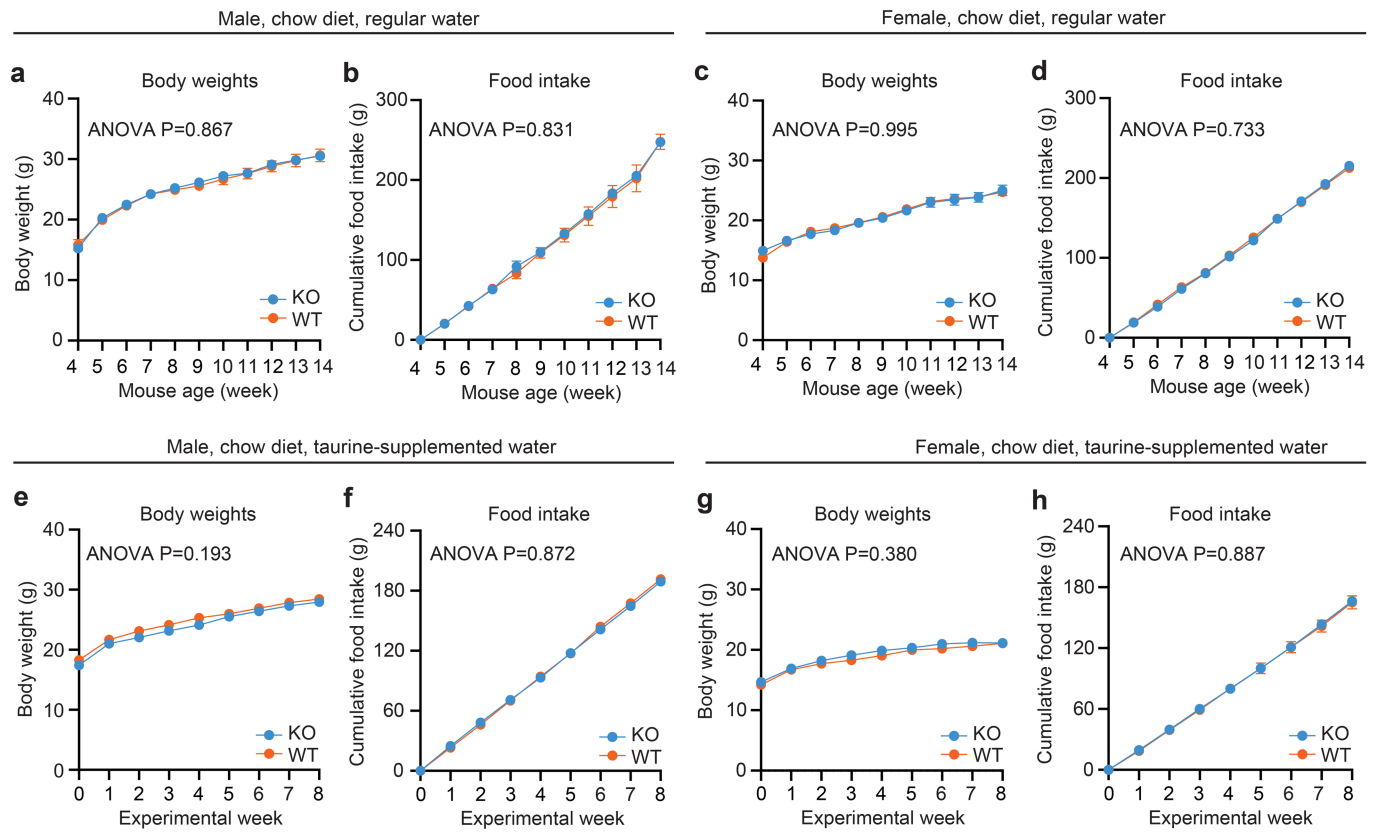 Male, chow diet, regular water
Female, chow diet, regular water
a
Body weights
ANOVA P=0.867
Body weight (g)
40
30
20
10
0
KO
WT
4 5 6 7 8 9 10 11 12 13 14
Mouse age (week)
b
Food intake
ANOVA P=0.831
Cumulative food intake (g)
300
200
100
0
KO
WT
4 5 6 7 8 9 10 11 12 13 14
Mouse age (week)
c
Body weights
ANOVA P=0.995
Body weight (g)
40
30
20
10
0
KO
WT
4 5 6 7 8 9 10 11 12 13 14
Mouse age (week)
d
Food intake
ANOVA P=0.733
Cumulative food intake (g)
300
200
100
0
KO
WT
4 5 6 7 8 9 10 11 12 13 14
Mouse age (week)
Male, chow diet, taurine-supplemented water
Female, chow diet, taurine-supplemented water
e
Body weights
ANOVA P=0.193
Body weight (g)
40
30
20
10
0
KO
WT
0 1 2 3 4 5 6 7 8
Experimental week
f
Food intake
ANOVA P=0.872
Cumulative food intake (g)
240
180
120
60
0
KO
WT
0 1 2 3 4 5 6 7 8
Experimental week
g
Body weights
ANOVA P=0.380
Body weight (g)
40
30
20
10
0
KO
WT
0 1 2 3 4 5 6 7 8
Experimental week
h
Food intake
ANOVA P=0.887
Cumulative food intake (g)
240
180
120
60
0
KO
WT
0 1 2 3 4 5 6 7 8
Experimental week